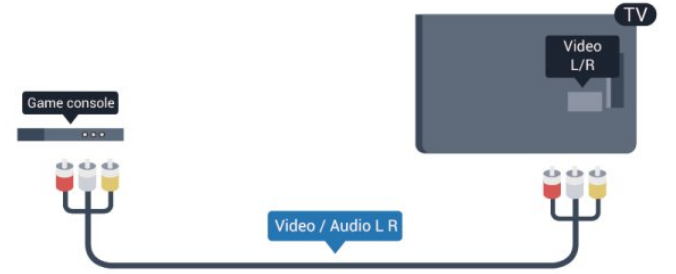 TV
Video
L/R
Game console
Video / Audio L R